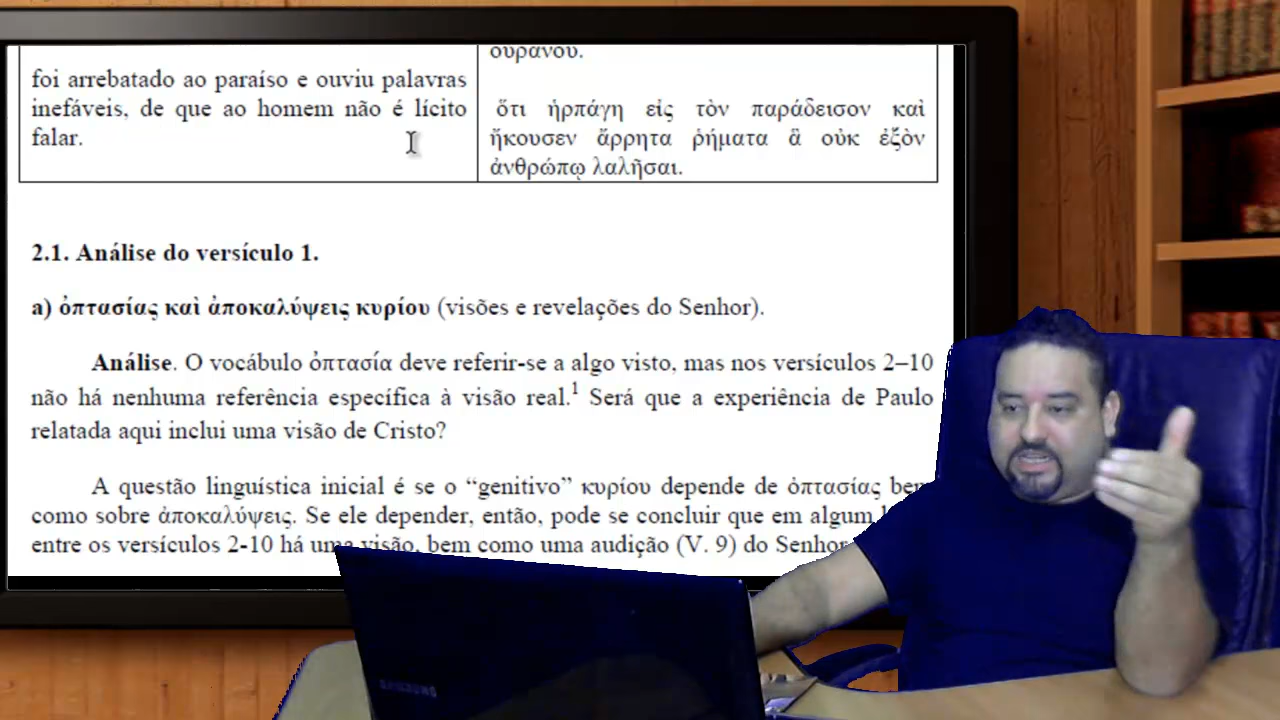 foi arrebatado ao paraíso e ouviu palavras
inefáveis, de que ao homem não é lícito
falar.
οὐρανοῦ.
ὅτι ἡρπάγη εἰς τὸν παράδεισον καὶ
ἤκουσεν ἄρρητα ῥήματα ἃ οὐκ ἐξὸν
ἀνθρώπῳ λαλῆσαι.
2.1. Análise do versículo 1.
a) ὀπτασίας καὶ ἀποκαλύψεις κυρίου (visões e revelações do Senhor).
Análise. O vocábulo ὀπτασία deve referir-se a algo visto, mas nos versículos 2–10
não há nenhuma referência específica à visão real.¹ Será que a experiência de Paulo
relatada aqui inclui uma visão de Cristo?
A questão linguística inicial é se o “genitivo” κυρίου depende de ὀπτασίας
como sobre ἀποκαλύψεις. Se ele depender, então, pode se concluir que em algum
entre os versículos 2-10 há uma visão, bem como uma audição (V. 9) do Senhor
SAMSUNG